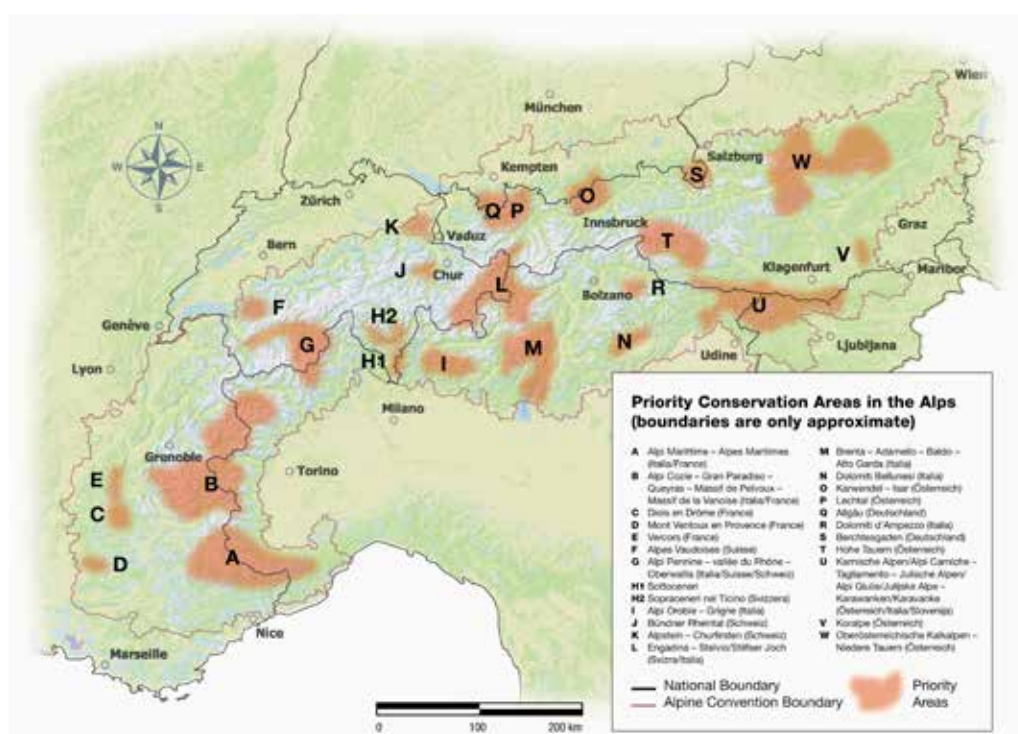 Wien
München
N
W E
S
Salzburg
W
Kempten
S
O
Zürich
Q P
Innsbruck
K
Vaduz
Graz
T
Bern
V
J
Chur
Klagenfurt
Maribor
L
Bolzano
R
F
H2
U
Genève
G
N
Ljubljana
H1
I
M
Udine
Lyon
Milano
Grenoble
E
B
Torino
C
A
D
Nice
Marseille
0 100 200 km
Priority Conservation Areas in the Alps
(boundaries are only approximate)
A Alpi Marittime – Alpes Maritimes
(Italia/France)
B Alpi Cozie – Gran Paradiso –
Queyras – Massif de Pelvoux –
Massif de la Vanoise (Italia/France)
C Diois en Drôme (France)
D Mont Ventoux en Provence (France)
E Vercors (France)
F Alpes Vaudoises (Suisse)
G Alpi Pennine – vallée du Rhône –
Oberwallis (Italia/Suisse/Schweiz)
H1 Sottoceneri
H2 Sopraceneri nel Ticino (Svizzera)
I Alpi Orobie – Grigne (Italia)
J Bündner Rheintal (Schweiz)
K Alpstein – Churfirsten (Schweiz)
L Engadina – Stelvio/Stilfser Joch
(Svizra/Italia)
M Brenta – Adamello – Baldo –
Alto Garda (Italia)
N Dolomiti Bellunesi (Italia)
O Karwendel – Isar (Österreich)
P Lechtal (Österreich)
Q Allgäu (Deutschland)
R Dolomiti d'Ampezzo (Italia)
S Berchtesgaden (Deutschland)
T Hohe Tauern (Österreich)
U Karnische Alpen/Alpi Carniche –
Tagliamento – Julische Alpen/
Alpi Giulie/Julijske Alpe –
Karawanken/Karavanke
(Österreich/Italia/Slovenija)
V Koralpe (Österreich)
W Oberösterreichische Kalkalpen –
Niedere Tauern (Österreich)
National Boundary
Alpine Convention Boundary
Priority
Areas